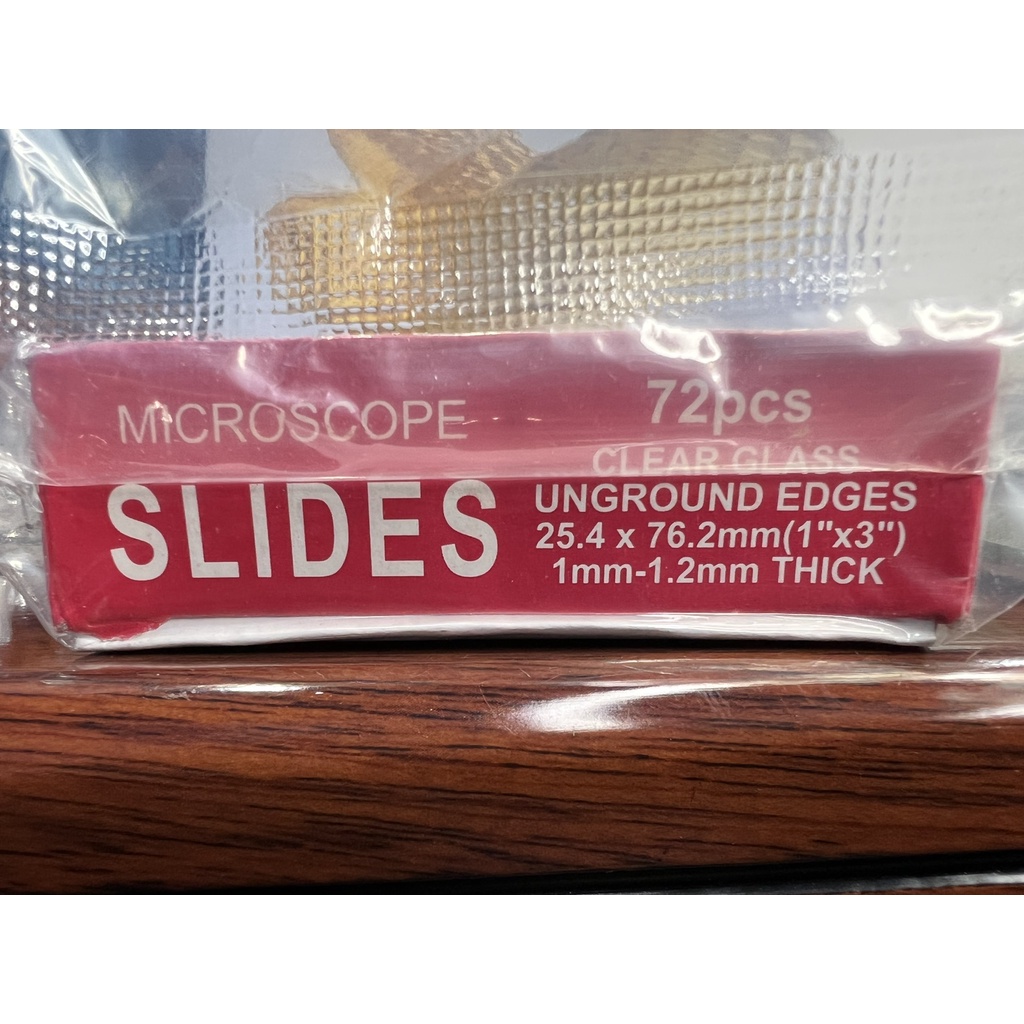 MICROSCOPE
SLIDES
72pcs
CLEAR GLASS
UNGROUND EDGES
25.4 x 76.2mm(1"x3")
1mm-1.2mm THICK